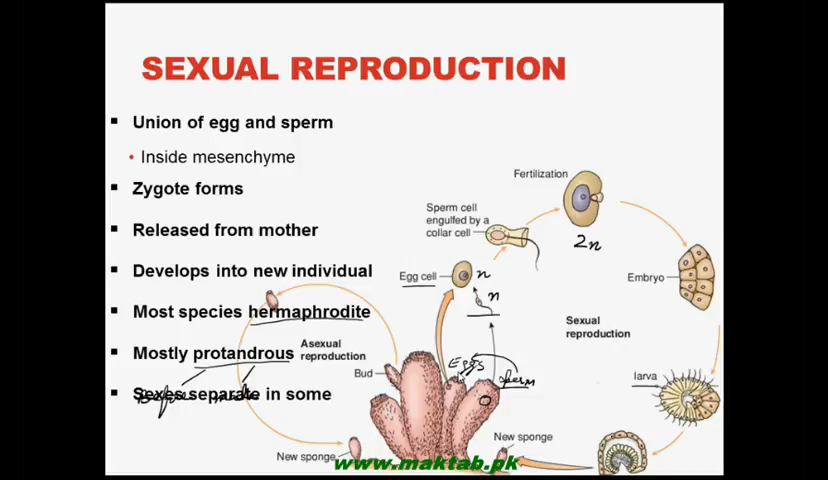 SEXUAL REPRODUCTION
Union of egg and sperm
Inside mesenchyme
Zygote forms
Released from mother
Develops into new individual
Most species hermaphrodite
Mostly protandrous
Sexes separate in some
Fertilization
Sperm cell
engulfed by a
collar cell
2n
Egg cell
n
n
Embryo
Sexual
reproduction
Asexual
reproduction
Bud
Eggs
Sperm
larva
New sponge
New sponge
www.maktab.pk